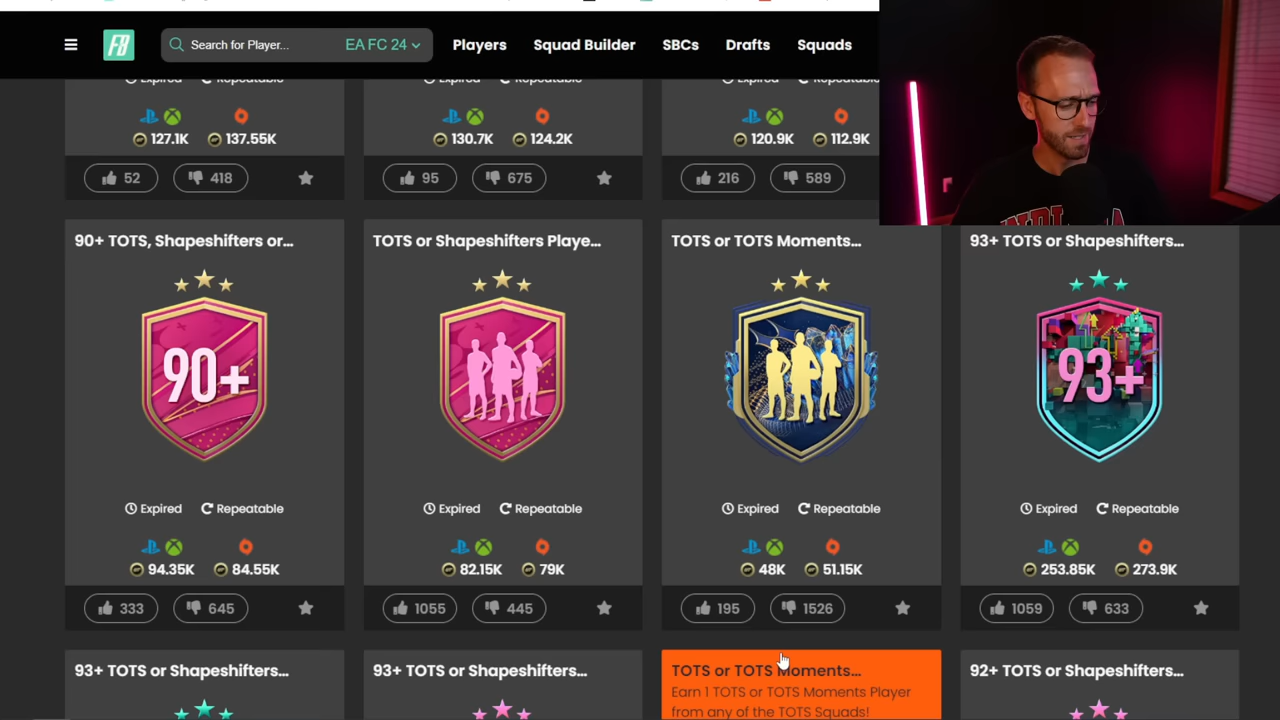 FB
Search for Player...
EA FC 24
Players
Squad Builder
SBCs
Drafts
Squads
Expired Repeatable
Expired Repeatable
Expired Repeatable
127.1K 137.55K
130.7K 124.2K
120.9K 112.9K
52 418
95 675
216 589
90+ TOTS, Shapeshifters or...
TOTS or Shapeshifters Playe...
TOTS or TOTS Moments...
93+ TOTS or Shapeshifters...
90+
93+
Expired Repeatable
Expired Repeatable
Expired Repeatable
Expired Repeatable
94.35K 84.55K
82.15K 79K
48K 51.15K
253.85K 273.9K
333 645
1055 445
195 1526
1059 633
93+ TOTS or Shapeshifters...
93+ TOTS or Shapeshifters...
TOTS or TOTS Moments...
Earn 1 TOTS or TOTS Moments Player
from any of the TOTS Squads!
92+ TOTS or Shapeshifters...